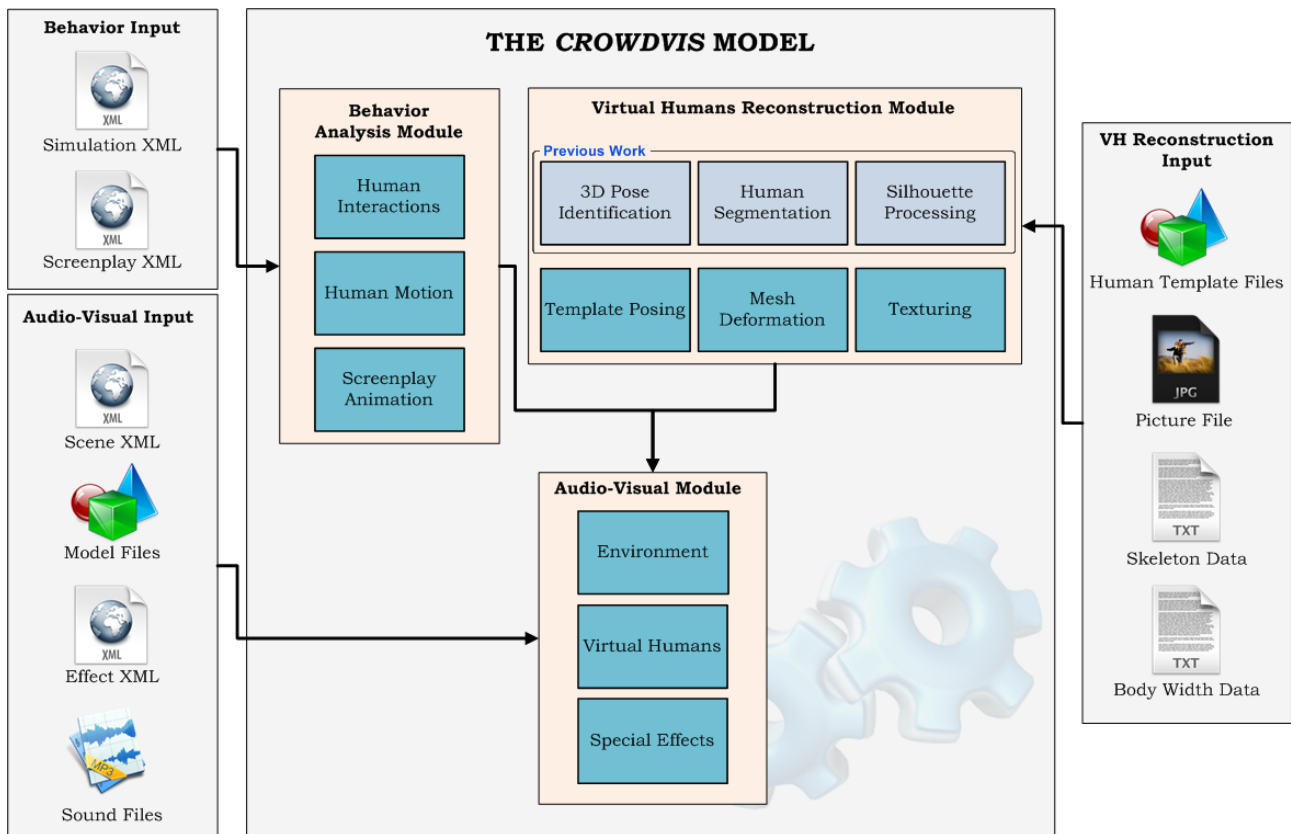 Behavior Input
XML
Simulation XML
XML
Screenplay XML
Audio-Visual Input
XML
Scene XML
Model Files
XML
Effect XML
MP3
Sound Files
THE CROWDVIS MODEL
Behavior
Analysis Module
Human
Interactions
Human Motion
Screenplay
Animation
Virtual Humans Reconstruction Module
Previous Work
3D Pose
Identification
Human
Segmentation
Silhouette
Processing
Template Posing
Mesh
Deformation
Texturing
Audio-Visual Module
Environment
Virtual Humans
Special Effects
VH Reconstruction
Input
Human Template Files
JPG
Picture File
TXT
Skeleton Data
TXT
Body Width Data